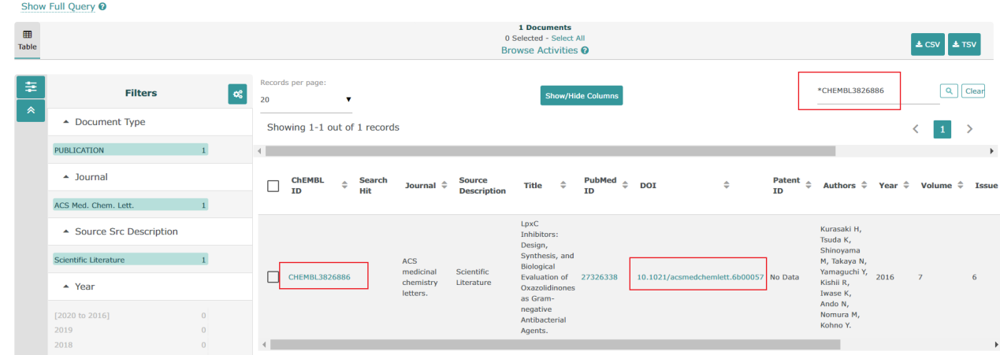 Show Full Query ?
1 Documents
0 Selected - Select All
Browse Activities ?
Table
CSV
TSV
Filters
Document Type
PUBLICATION 1
Journal
ACS Med. Chem. Lett. 1
Source Src Description
Scientific Literature 1
Year
[2020 to 2016] 0
2019 0
2018 0
Records per page:
20
Show/Hide Columns
*CHEMBL3826886
Clear
Showing 1-1 out of 1 records
< 1 >
ChEMBL ID
Search Hit
Journal
Source Description
Title
PubMed ID
DOI
Patent ID
Authors
Year
Volume
Issue
CHEMBL3826886
ACS
medicinal
chemistry
letters.
Scientific
Literature
LpxC
Inhibitors:
Design,
Synthesis, and
Biological
Evaluation of
Oxazolidinones
as Gram-
negative
Antibacterial
Agents.
27326338
10.1021/acsmedchemlett.6b00057
No Data
Kurasaki H,
Tsuda K,
Shinoyama
M, Takaya N,
Yamaguchi Y,
Kishii R,
Iwase K,
Ando N,
Nomura M,
Kohno Y.
2016
7
6